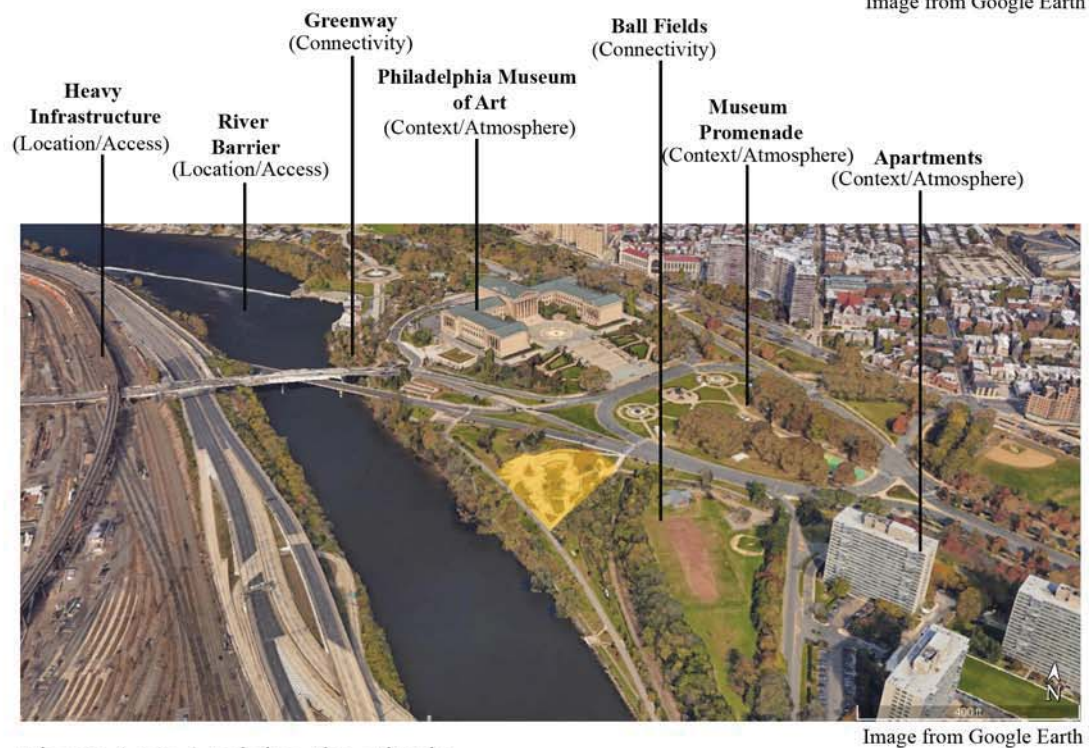 Image from Google Earth
Greenway
(Connectivity)
Ball Fields
(Connectivity)
Philadelphia Museum
of Art
(Context/Atmosphere)
Heavy
Infrastructure
(Location/Access)
River
Barrier
(Location/Access)
Museum
Promenade
(Context/Atmosphere)
Apartments
(Context/Atmosphere)
N
400 ft
Image from Google Earth